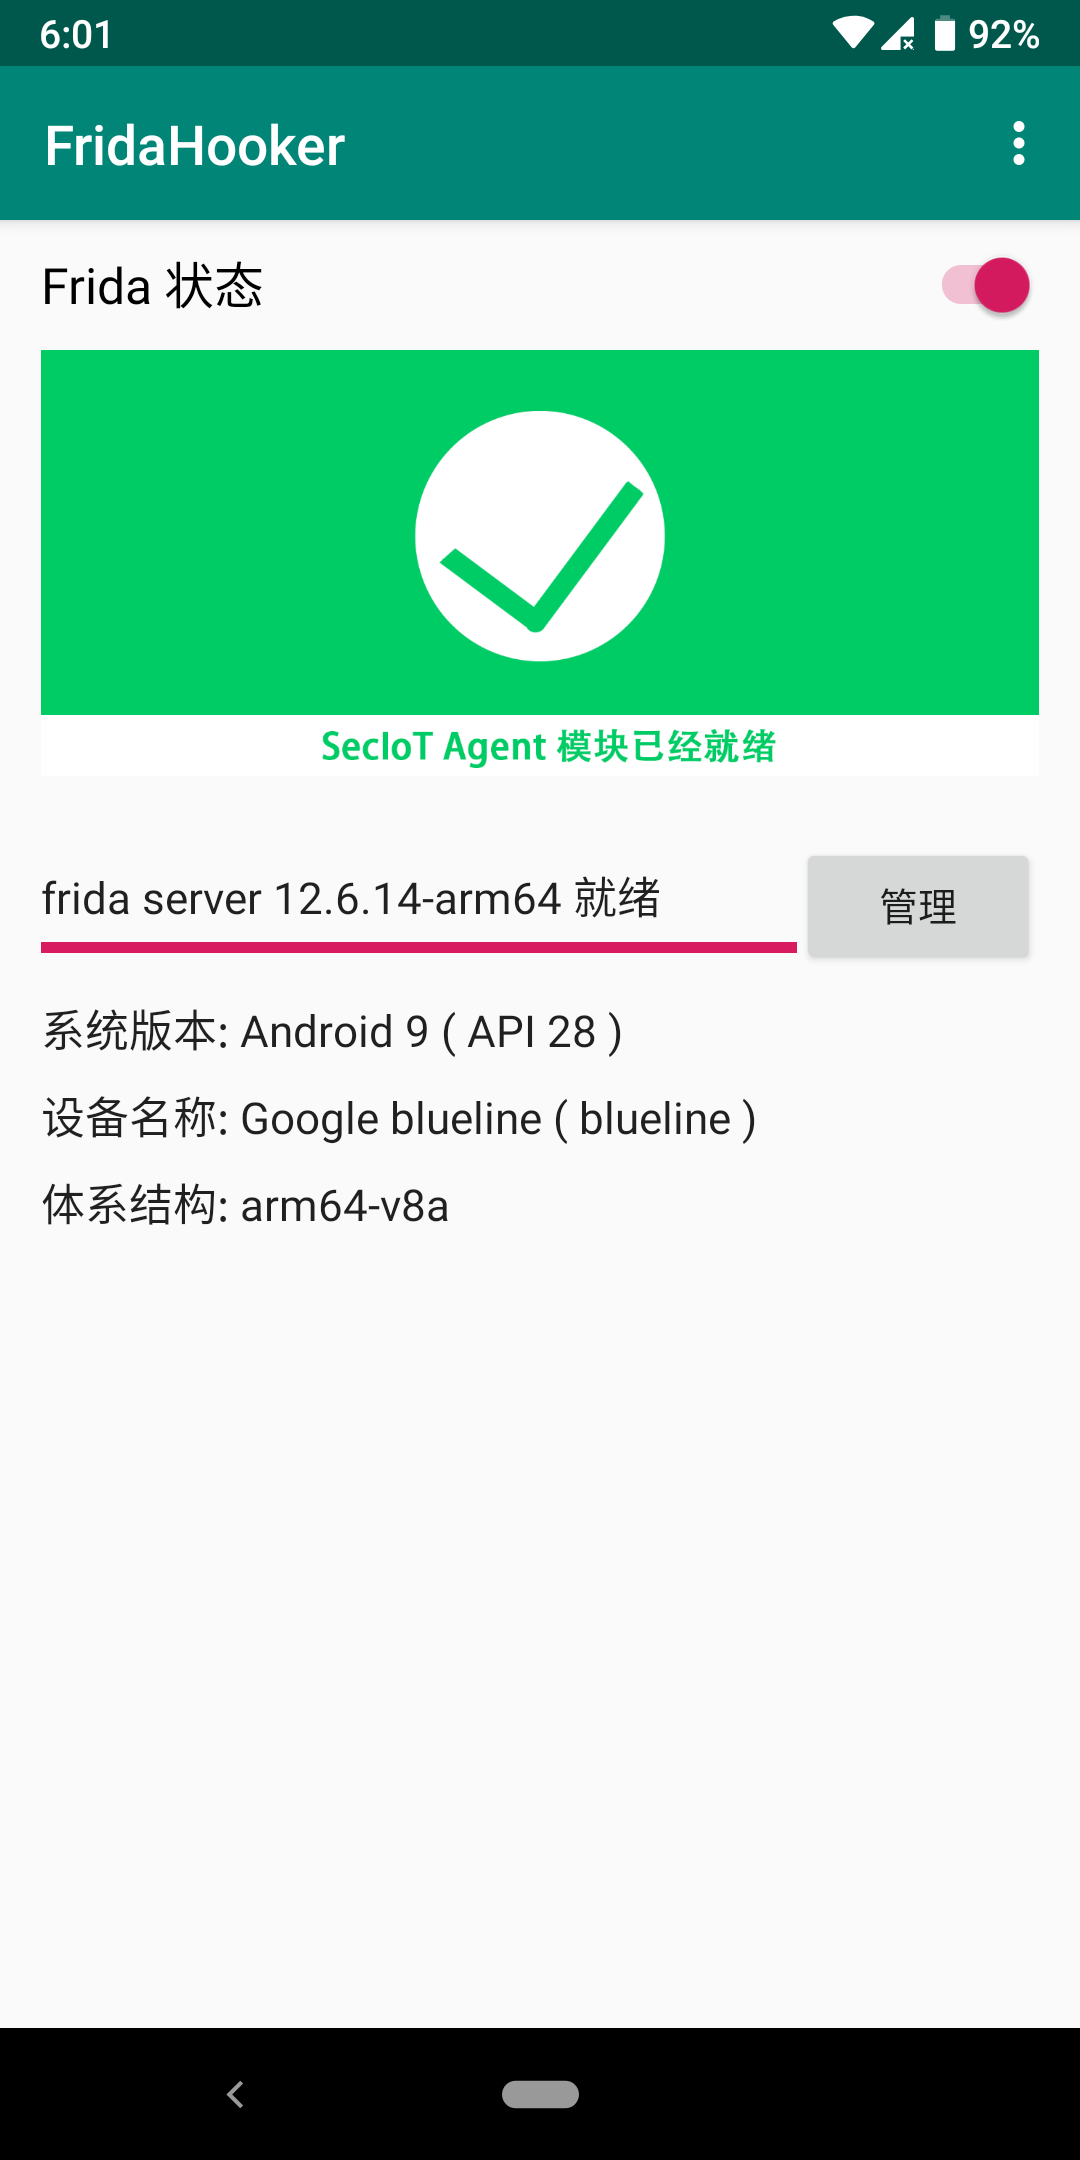 6:01 92%
FridaHooker
Frida 状态
SecIoT Agent 模块已经就绪
frida server 12.6.14-arm64 就绪
管理
系统版本: Android 9 ( API 28 )
设备名称: Google blueline ( blueline )
体系结构: arm64-v8a